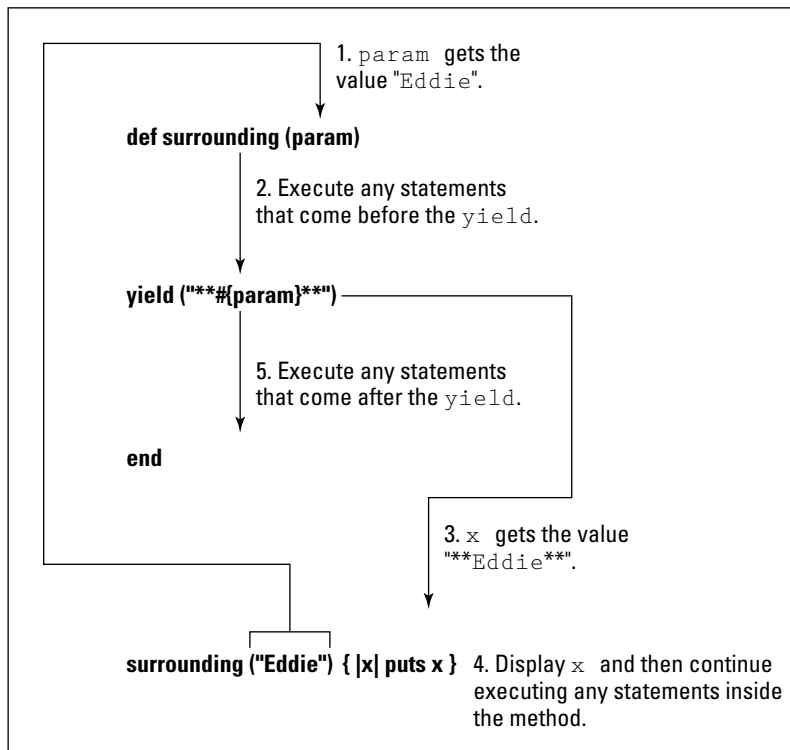 1. param gets the
value "Eddie".
def surrounding (param)
2. Execute any statements
that come before the yield.
yield ("**#{param}**")
5. Execute any statements
that come after the yield.
end
3. x gets the value
"**Eddie**".
surrounding ("Eddie") { |x| puts x }
4. Display x and then continue
executing any statements inside
the method.